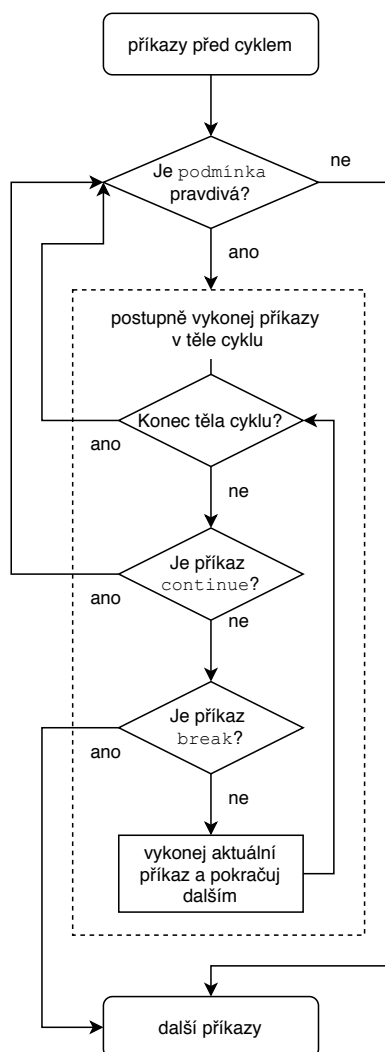 příkazy před cyklem
Je podmínka
pravdivá?
ne
ano
postupně vykonej příkazy
v těle cyklu
Konec těla cyklu?
ano
ne
Je příkaz
continue?
ano
ne
Je příkaz
break?
ano
ne
vykonej aktuální
příkaz a pokračuj
dalším
další příkazy